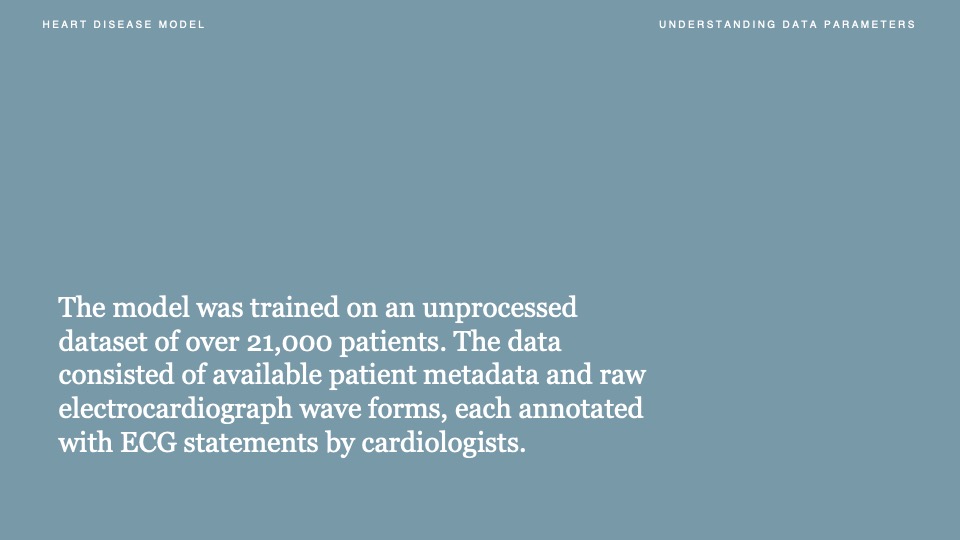 HEART DISEASE MODEL
UNDERSTANDING DATA PARAMETERS
The model was trained on an unprocessed
dataset of over 21,000 patients. The data
consisted of available patient metadata and raw
electrocardiograph wave forms, each annotated
with ECG statements by cardiologists.